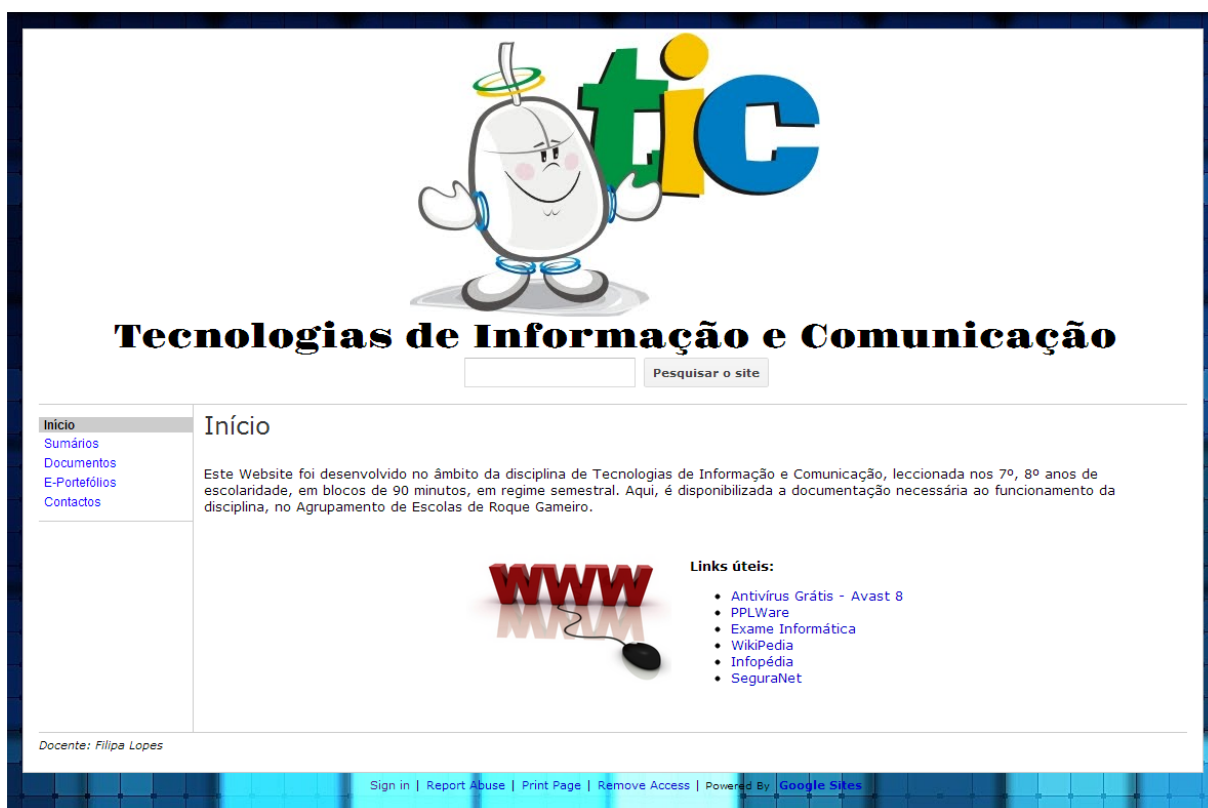 tic
Tecnologias de Informação e Comunicação
Pesquisar o site
Início
Sumários
Documentos
E-Portefólios
Contactos
Início
Este Website foi desenvolvido no âmbito da disciplina de Tecnologias de Informação e Comunicação, leccionada nos 7º, 8º anos de
escolaridade, em blocos de 90 minutos, em regime semestral. Aqui, é disponibilizada a documentação necessária ao funcionamento da
disciplina, no Agrupamento de Escolas de Roque Gameiro.
WWW
Links úteis:
Antivírus Grátis - Avast 8
PPLWare
Exame Informática
WikiPedia
Infopédia
SeguraNet
Docente: Filipa Lopes
Sign in | Report Abuse | Print Page | Remove Access | Powered By Google Sites